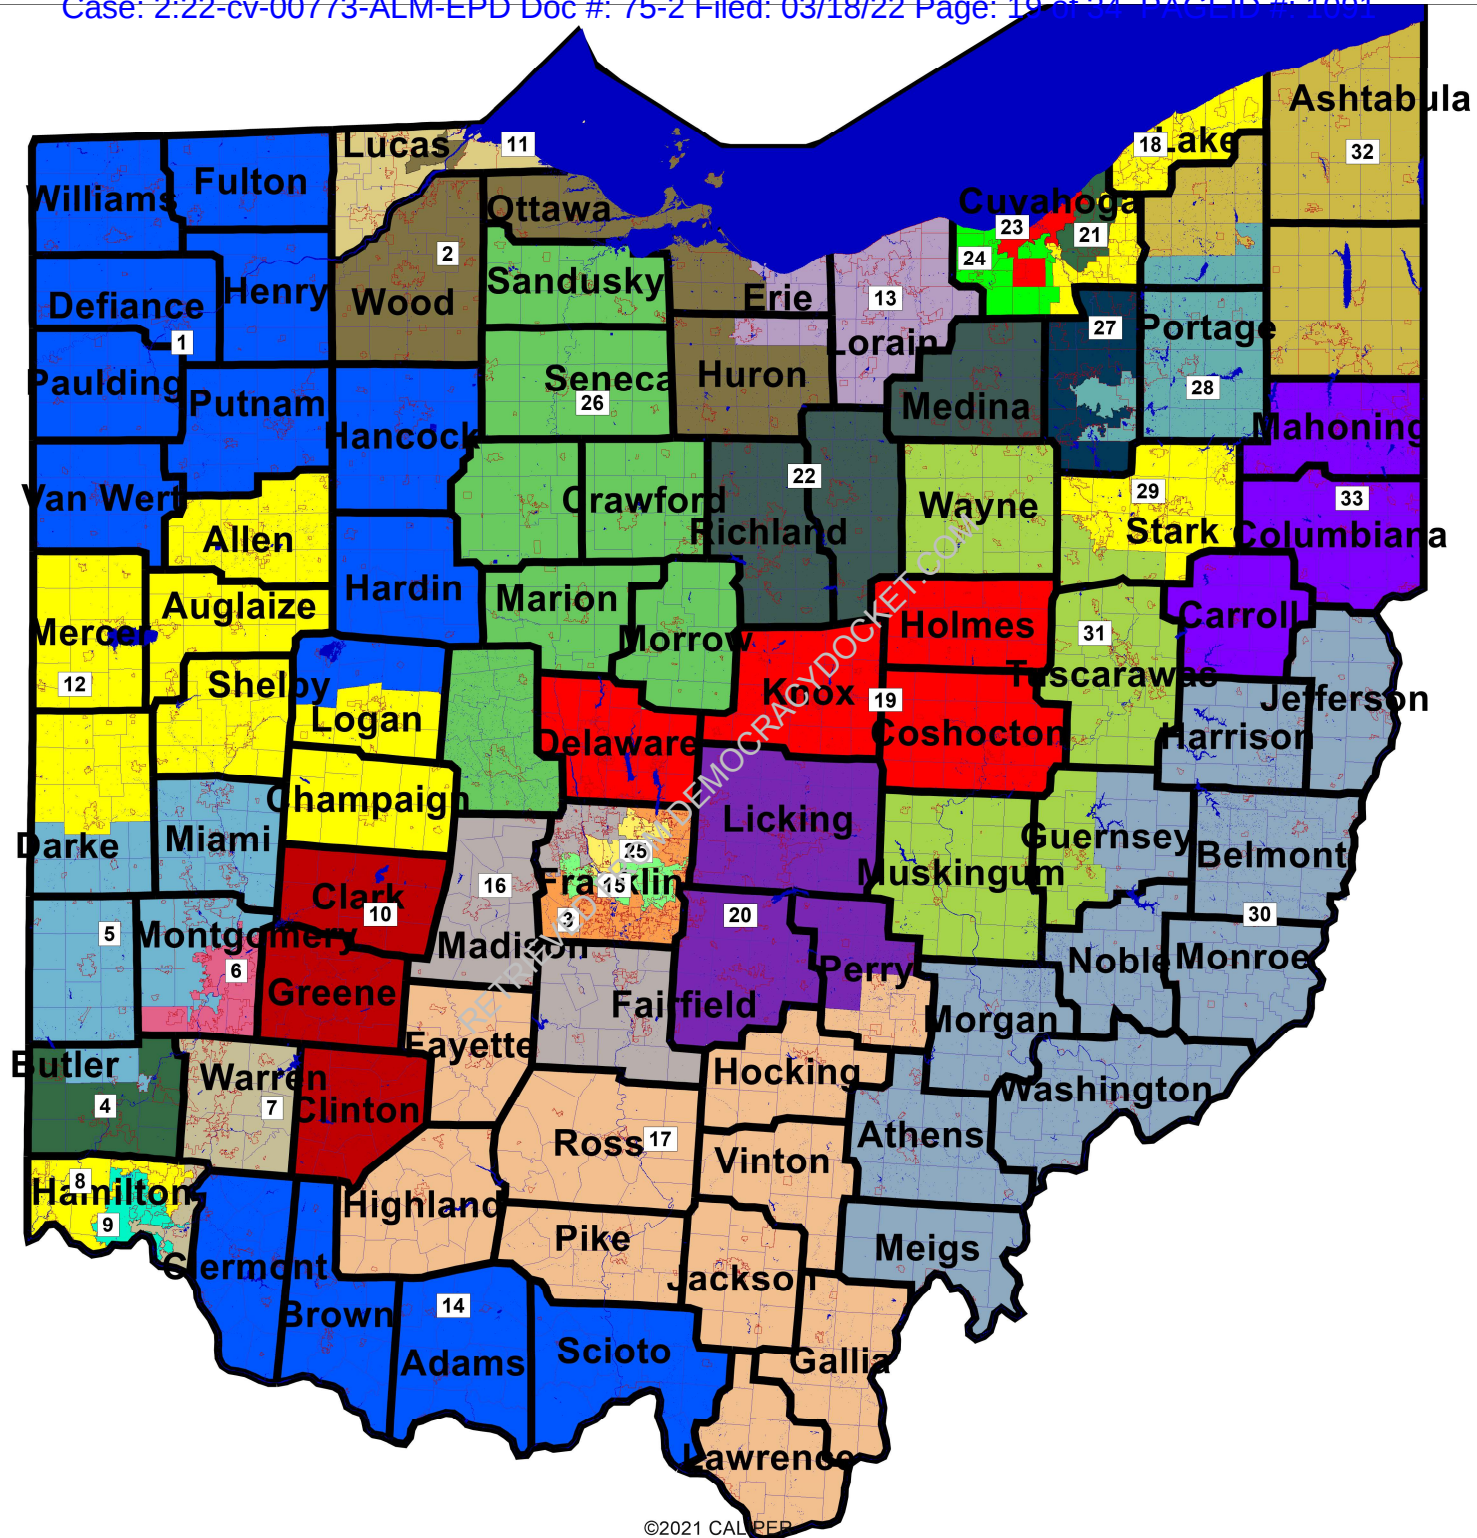 Case: 2:22-cv-00773-ALM-EPD Doc #: 75-2 Filed: 03/18/22 Page: 19 of 34 PAGEID #: 1091
Ashtabula
Lucas
11
18
Lake
32
Williams
Fulton
Ottawa
Cuyahoga
23
21
24
2
Sandusky
Henry
Defiance
Wood
Erie
13
1
Lorain
27
Portage
Paulding
Putnam
Seneca
26
Huron
Medina
28
Hancock
Mahoning
Van Wert
22
Crawford
Wayne
29
33
Allen
Richland
Stark
Columbiana
Hardin
Marion
Auglaize
Mercer
Morrow
Holmes
31
Carroll
12
Shelby
Knox
19
Tuscarawas
Jefferson
Logan
Delaware
Coshocton
Harrison
Champaign
Licking
Darke
Miami
25
Guernsey
Belmont
Clark
16
Franklin
15
Muskingum
10
3
20
30
5
Montgomery
6
Madison
Perry
Noble
Monroe
Greene
Fairfield
Morgan
Butler
Warren
Fayette
Hocking
Washington
4
7
Clinton
Ross
17
Athens
Vinton
8
Hamilton
9
Highland
Pike
Meigs
Clermont
Jackson
Brown
14
Adams
Scioto
Gallia
Lawrence
RETRIEVED FROM DEMOCRACYDOCKET.COM
©2021 CALIPER